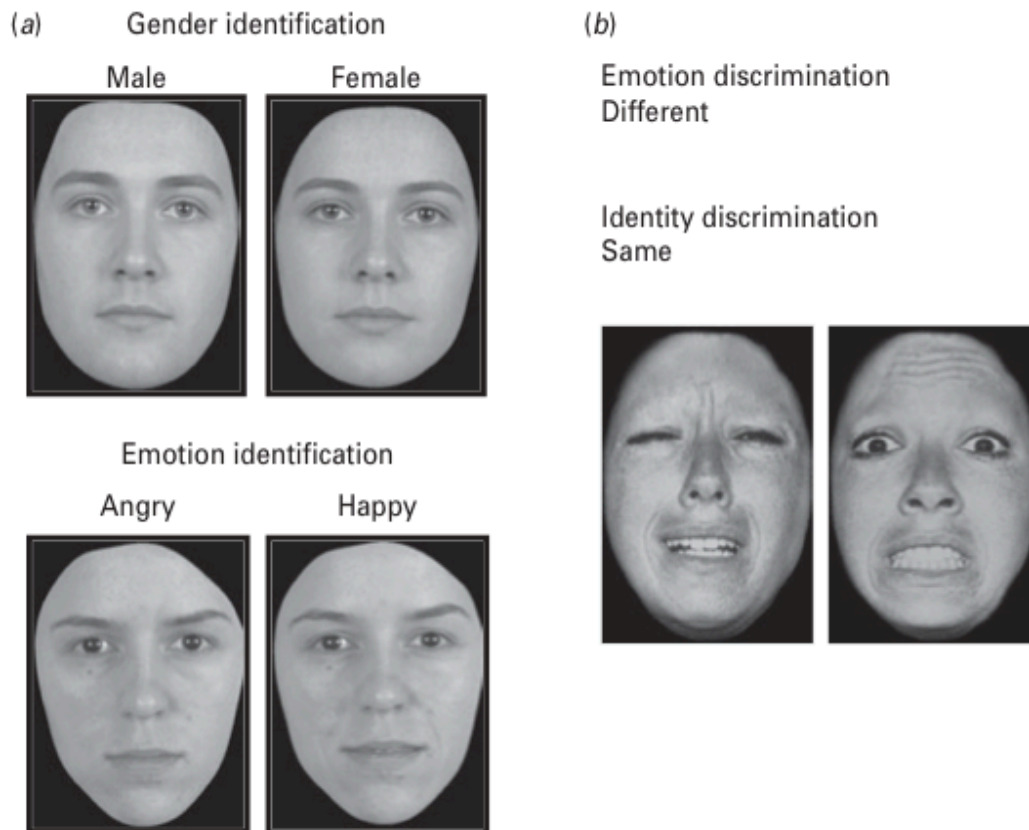 (a) Gender identification
Male Female
Emotion identification
Angry Happy
(b)
Emotion discrimination
Different
Identity discrimination
Same